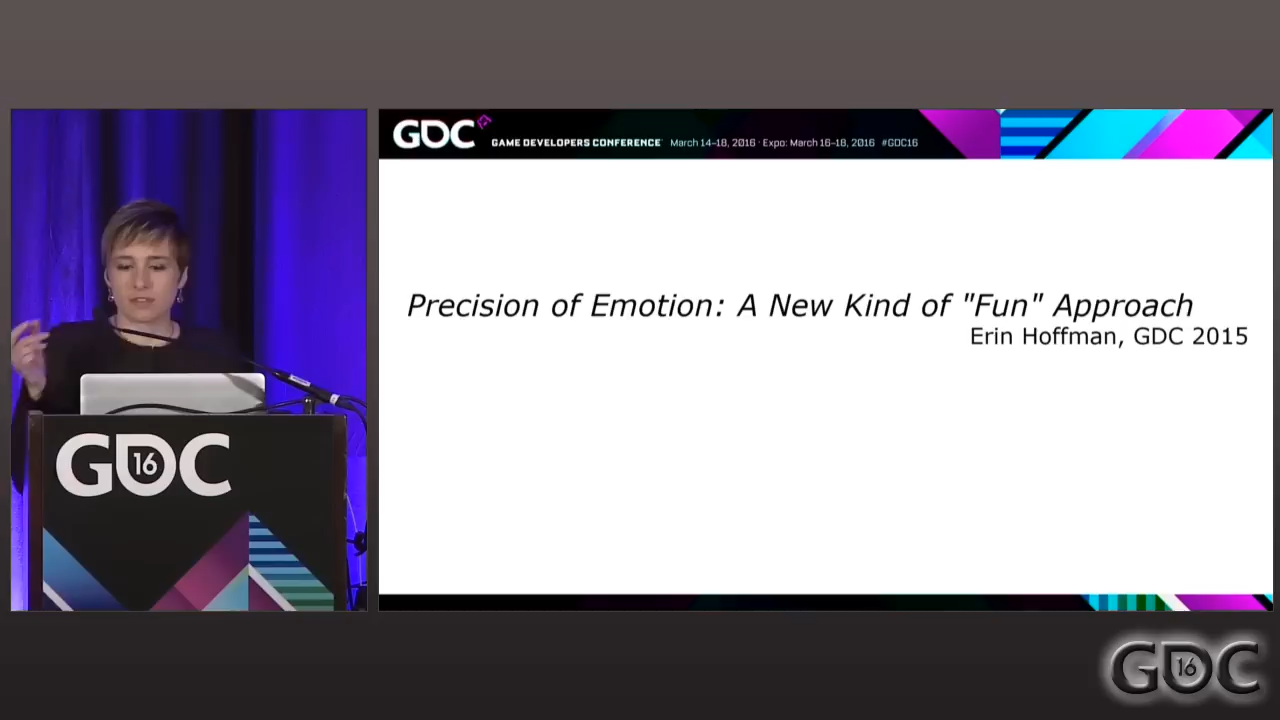 GDC
GAME DEVELOPERS CONFERENCE March 14–18, 2016 · Expo: March 16–18, 2016 #GDC16
Precision of Emotion: A New Kind of "Fun" Approach
Erin Hoffman, GDC 2015
GDC
16
GDC
16